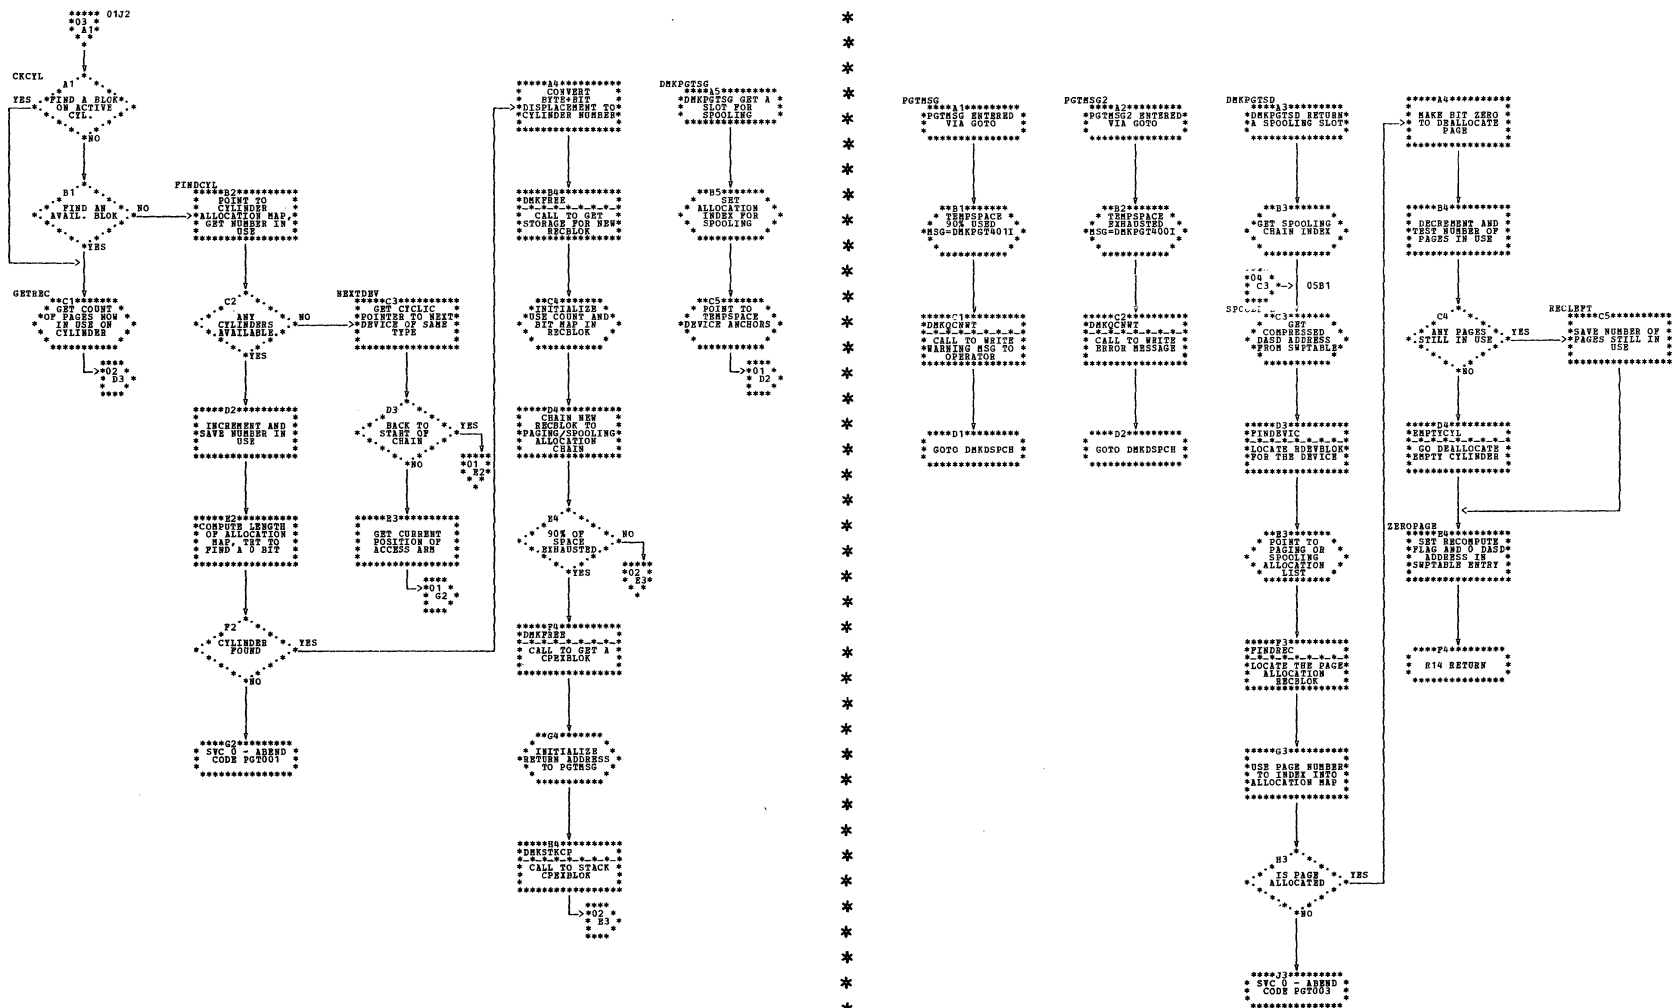 01J2
03
A1
CKCYL
A1
FIND A BLOK
ON ACTIVE
CYL.
YES
NO
B1
FIND AN
AVAIL. BLOK
NO
YES
GETREC
C1
GET COUNT
OF PAGES NOW
IN USE ON
CYLINDER
02
D3
FINDCYL
B2
POINT TO
CYLINDER
ALLOCATION MAP,
GET NUMBER IN
USE
C2
ANY
CYLINDERS
AVAILABLE.
NO
YES
D2
INCREMENT AND
SAVE NUMBER IN
USE
E2
COMPUTE LENGTH
OF ALLOCATION
MAP, TRT TO
FIND A 0 BIT
F2
CYLINDER
FOUND
YES
NO
G2
SVC 0 - ABEND
CODE PGT001
NEXTDEV
C3
GET CYCLIC
POINTER TO NEXT
DEVICE OF SAME
TYPE
D3
BACK TO
START OF
CHAIN
YES
NO
01
E2
E3
GET CURRENT
POSITION OF
ACCESS ARM
01
G2
A4
CONVERT
BYTE+BIT
DISPLACEMENT TO
CYLINDER NUMBER
B4
DMKFREE
CALL TO GET
STORAGE FOR NEW
RECBLOK
C4
INITIALIZE
USE COUNT AND
BIT MAP IN
RECBLOK
D4
CHAIN NEW
RECBLOK TO
PAGING/SPOOLING
ALLOCATION
CHAIN
E4
90% OF
SPACE
EXHAUSTED
NO
YES
02
E3
F4
DMKFREE
CALL TO GET A
CPEXBLOK
G4
INITIALIZE
RETURN ADDRESS
TO PGTMSG
H4
DMKSTKCP
CALL TO STACK
CPEXBLOK
02
E3
DMKPGTSG
A5
DMKPGTSG GET A
SLOT FOR
SPOOLING
B5
SET
ALLOCATION
INDEX FOR
SPOOLING
C5
POINT TO
TEMPSPACE
DEVICE ANCHORS
01
D2
PGTMSG
A1
PGTMSG ENTERED
VIA GOTO
B1
TEMPSPACE
90% USED
MSG=DMKPGT401I
C1
DMKQCNWT
CALL TO WRITE
WARNING MSG TO
OPERATOR
D1
GOTO DMKDSPCH
PGTMSG2
A2
PGTMSG2 ENTERED
VIA GOTO
B2
TEMPSPACE
EXHAUSTED
MSG=DMKPGT400I
C2
DMKQCNWT
CALL TO WRITE
ERROR MESSAGE
D2
GOTO DMKDSPCH
DMKPGTSD
A3
DMKPGTSD RETURN
A SPOOLING SLOT
B3
GET SPOOLING
CHAIN INDEX
04
C3
05B1
C3
GET
COMPRESSED
DASD ADDRESS
FROM SWPTABLE
D3
FINDEVIC
LOCATE RDEVBLOK
FOR THE DEVICE
E3
POINT TO
PAGING OR
SPOOLING
ALLOCATION
LIST
F3
FINDREC
LOCATE THE PAGE
ALLOCATION
RECBLOK
G3
USE PAGE NUMBER
TO INDEX INTO
ALLOCATION MAP
H3
IS PAGE
ALLOCATED
YES
NO
J3
SVC 0 - ABEND
CODE PGT003
A4
MAKE BIT ZERO
TO DEALLOCATE
PAGE
B4
DECREMENT AND
TEST NUMBER OF
PAGES IN USE
C4
ANY PAGES
STILL IN USE
YES
NO
RECLEFT
C5
SAVE NUMBER OF
PAGES STILL IN
USE
D4
EMPTYCYL
GO DEALLOCATE
EMPTY CYLINDER
ZEROPAGE
E4
SET RECOMPUTE
FLAG AND 0 DASD
ADDRESS IN
SWPTABLE ENTRY
F4
R14 RETURN